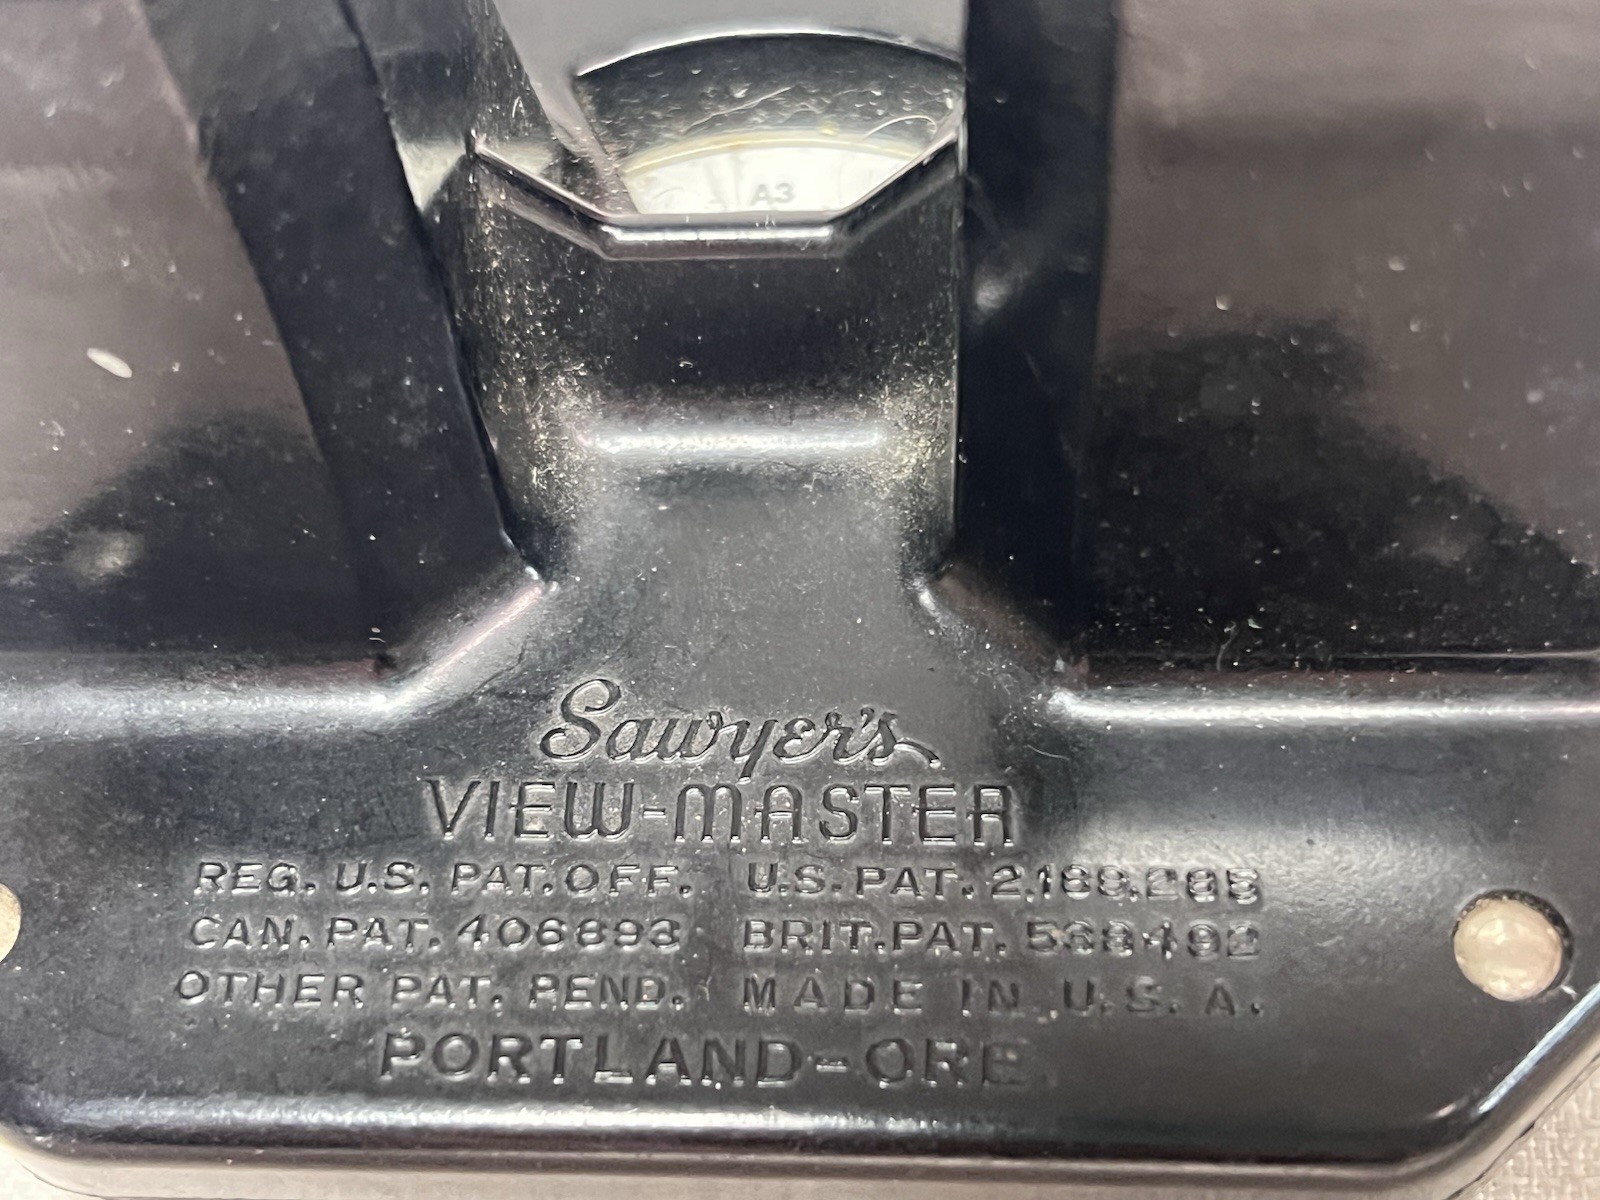 A3
Sawyer's
VIEW-MASTER
REG. U.S. PAT. OFF. U.S. PAT. 2,189,285
CAN. PAT. 406893 BRIT. PAT. 538492
OTHER PAT. PEND. MADE IN U.S.A.
PORTLAND-ORE.